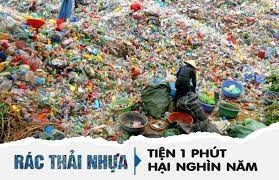 RÁC THẢI NHỰA
TIỆN 1 PHÚT
HẠI NGHÌN NĂM